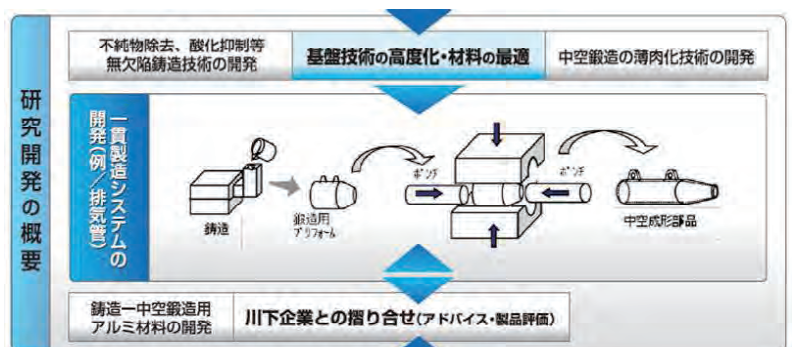 研究開発の概要
不純物除去、酸化抑制等
無欠陥鋳造技術の開発
基盤技術の高度化・材料の最適
中空鍛造の薄肉化技術の開発
一貫製造システムの
開発(例／排気管)
鋳造
鍛造用
プリフォーム
ポンチ
ポンチ
中空成形部品
鋳造ー中空鍛造用
アルミ材料の開発
川下企業との摺り合せ(アドバイス・製品評価)